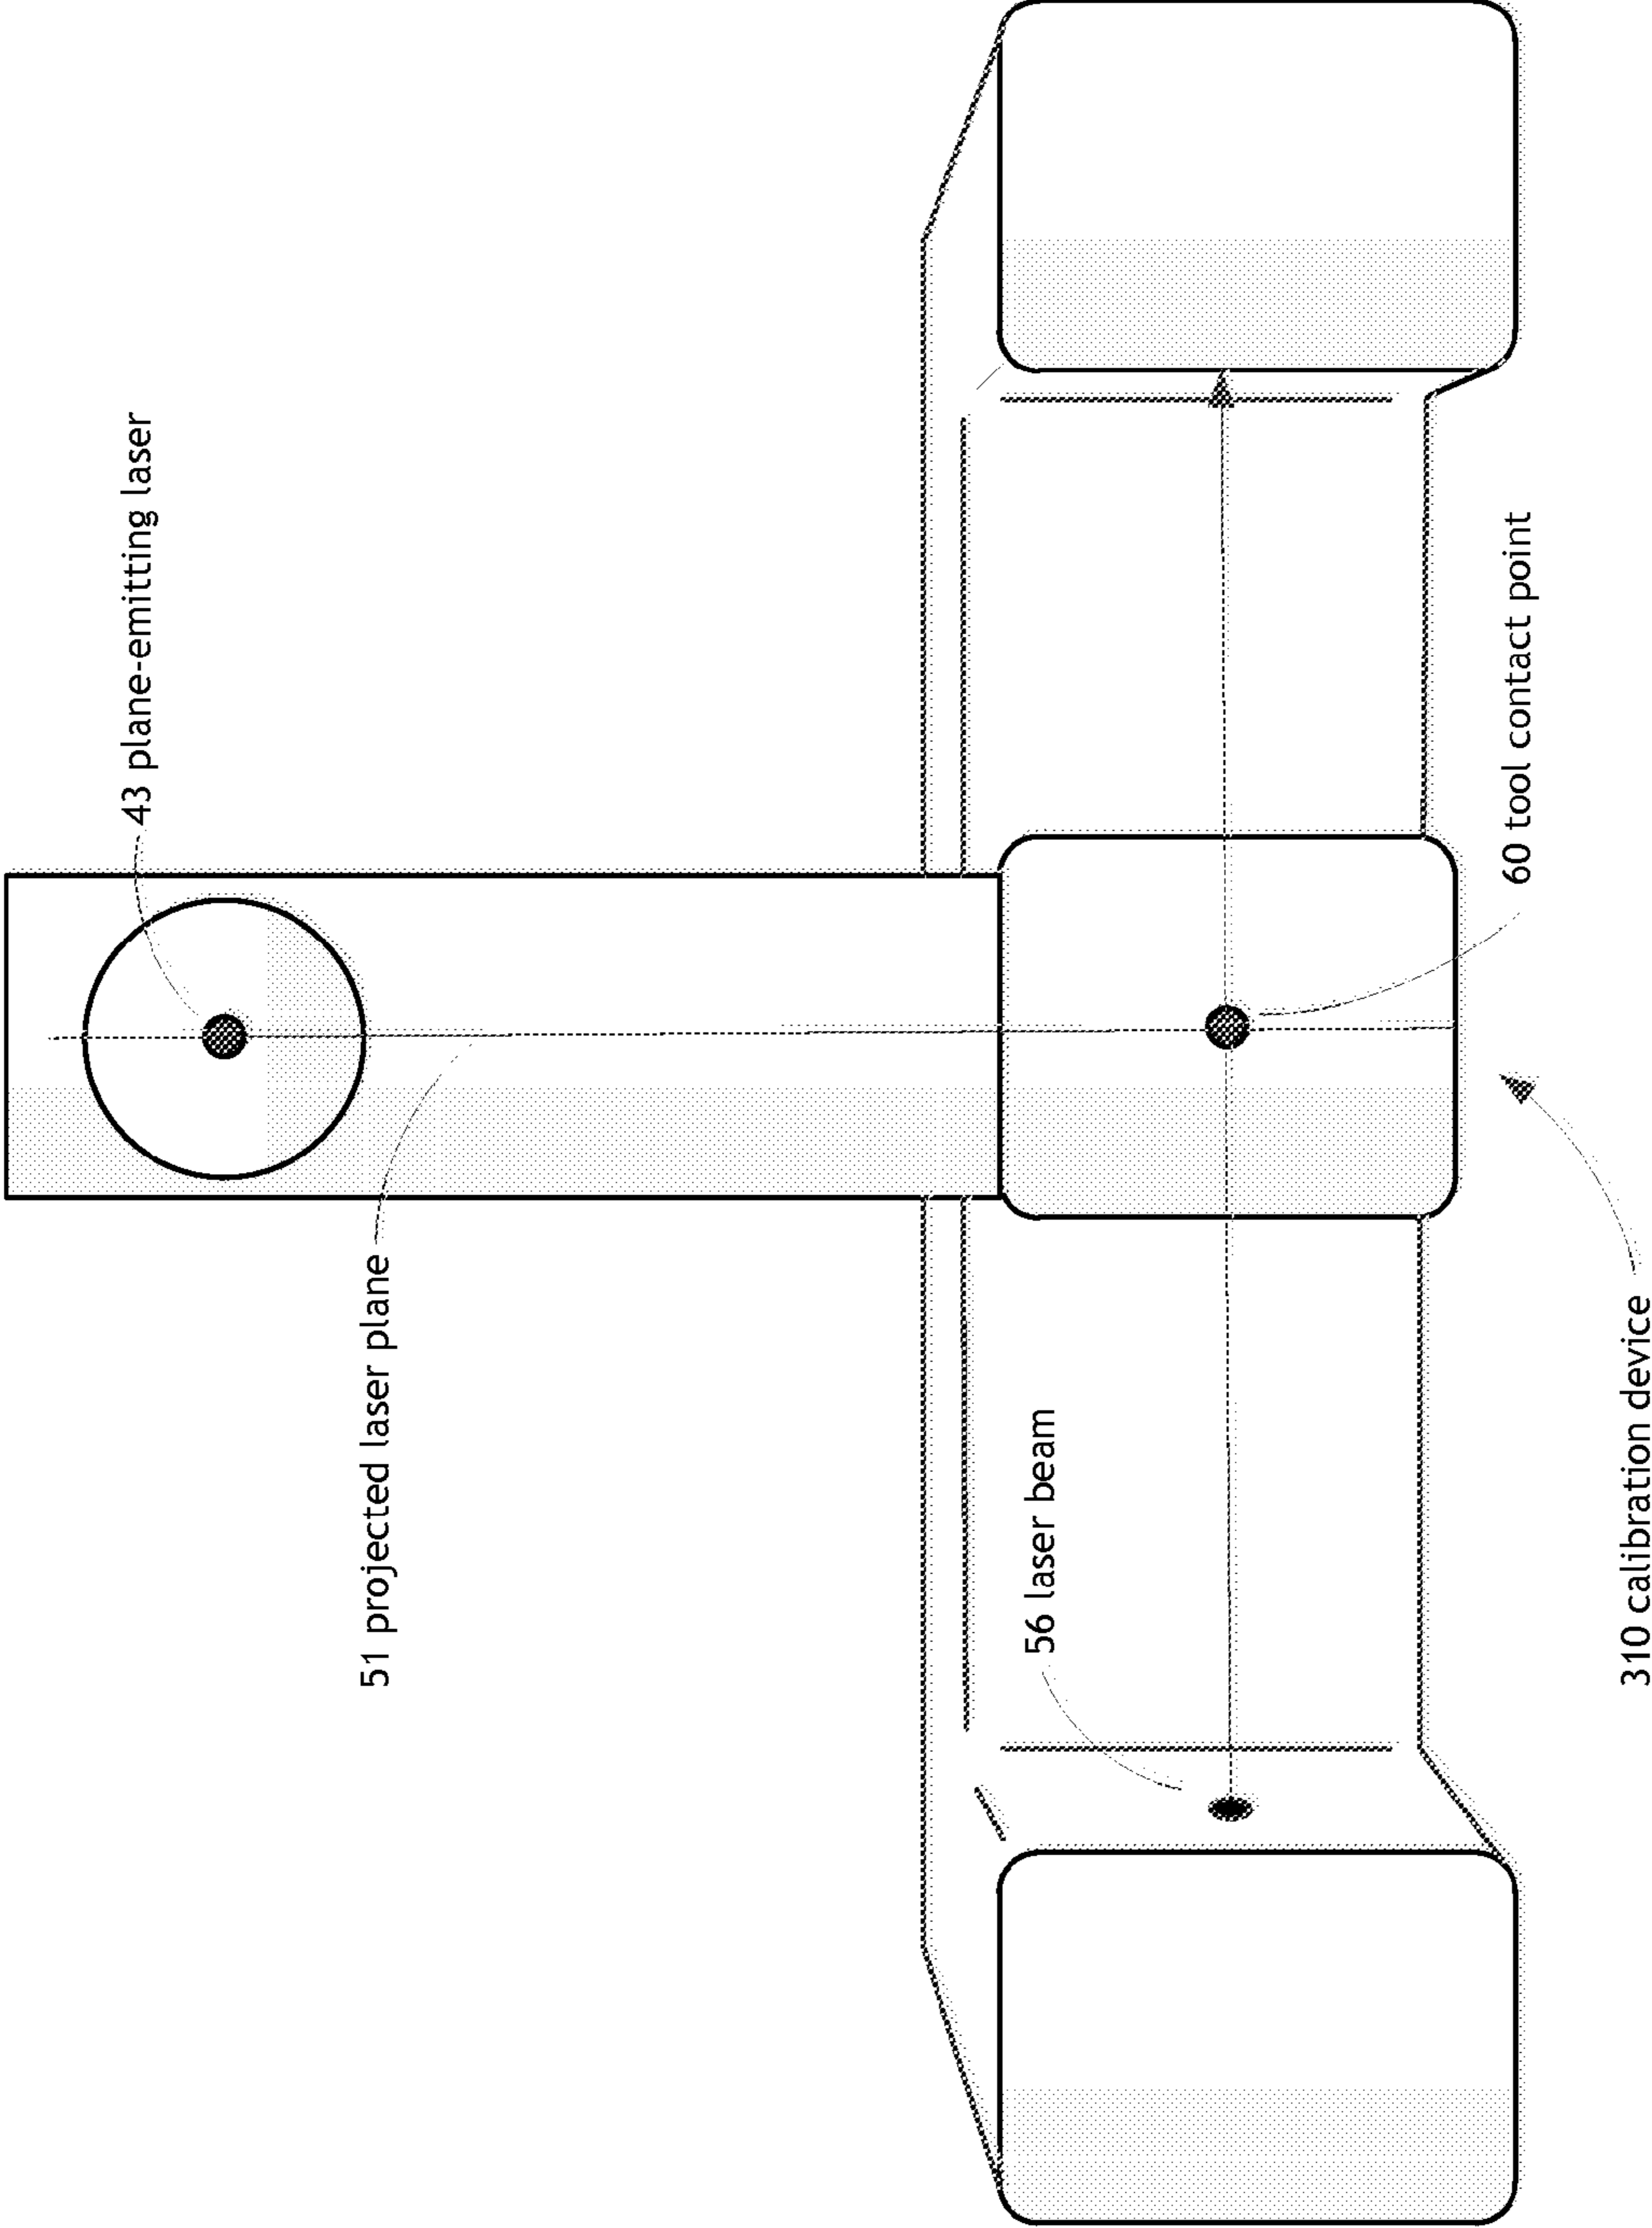 43 plane-emitting laser
51 projected laser plane
56 laser beam
60 tool contact point
310 calibration device